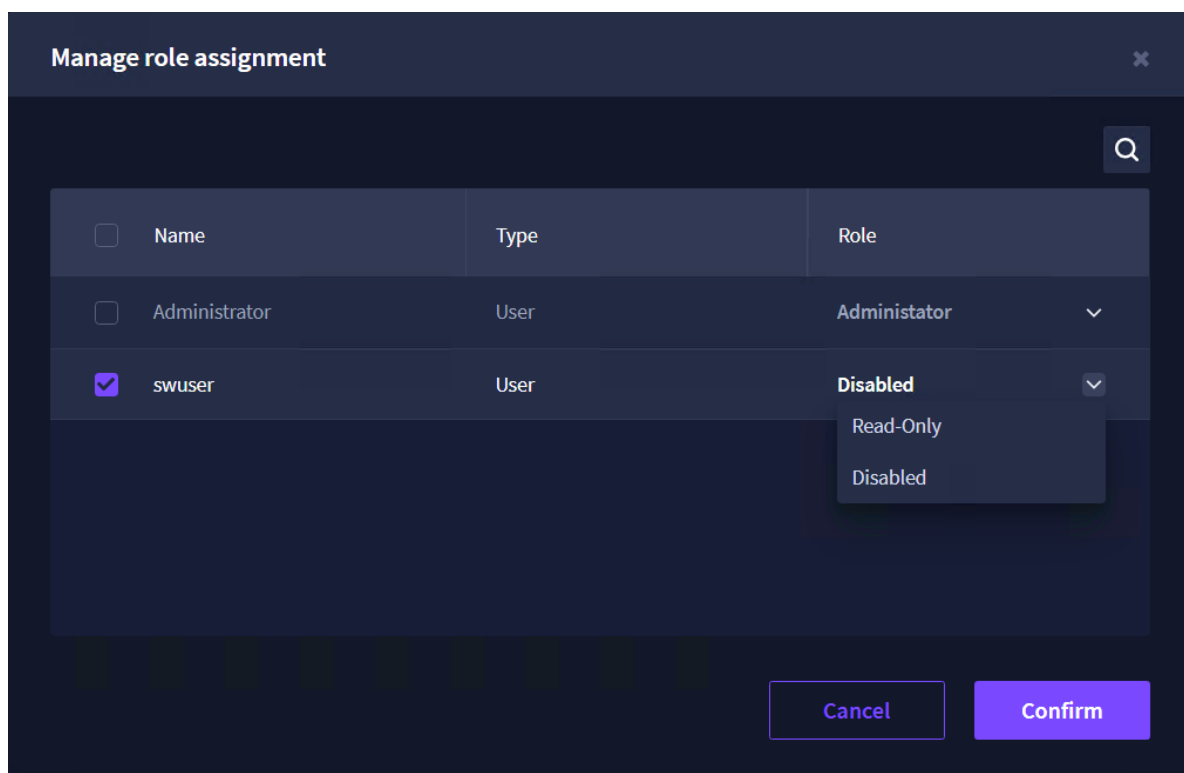 Manage role assignment
Name Type Role
Administrator User Administator
swuser User Disabled
Read-Only
Disabled
Cancel Confirm